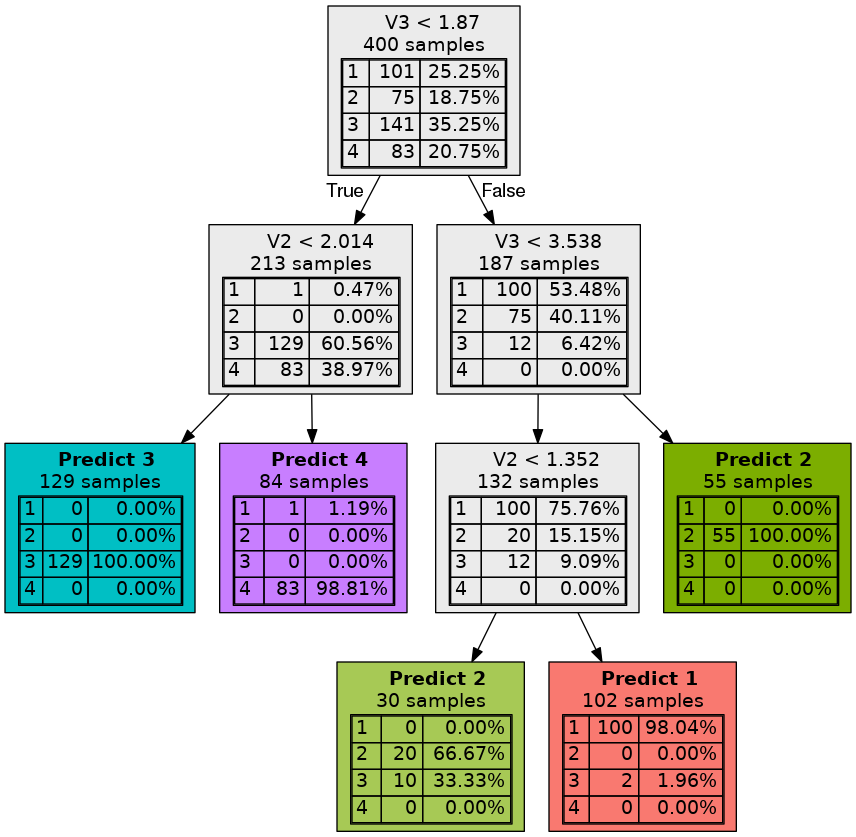 V3 < 1.87
400 samples
1 101 25.25%
2 75 18.75%
3 141 35.25%
4 83 20.75%
True
False
V2 < 2.014
213 samples
1 1 0.47%
2 0 0.00%
3 129 60.56%
4 83 38.97%
V3 < 3.538
187 samples
1 100 53.48%
2 75 40.11%
3 12 6.42%
4 0 0.00%
Predict 3
129 samples
1 0 0.00%
2 0 0.00%
3 129 100.00%
4 0 0.00%
Predict 4
84 samples
1 1 1.19%
2 0 0.00%
3 0 0.00%
4 83 98.81%
V2 < 1.352
132 samples
1 100 75.76%
2 20 15.15%
3 12 9.09%
4 0 0.00%
Predict 2
55 samples
1 0 0.00%
2 55 100.00%
3 0 0.00%
4 0 0.00%
Predict 2
30 samples
1 0 0.00%
2 20 66.67%
3 10 33.33%
4 0 0.00%
Predict 1
102 samples
1 100 98.04%
2 0 0.00%
3 2 1.96%
4 0 0.00%